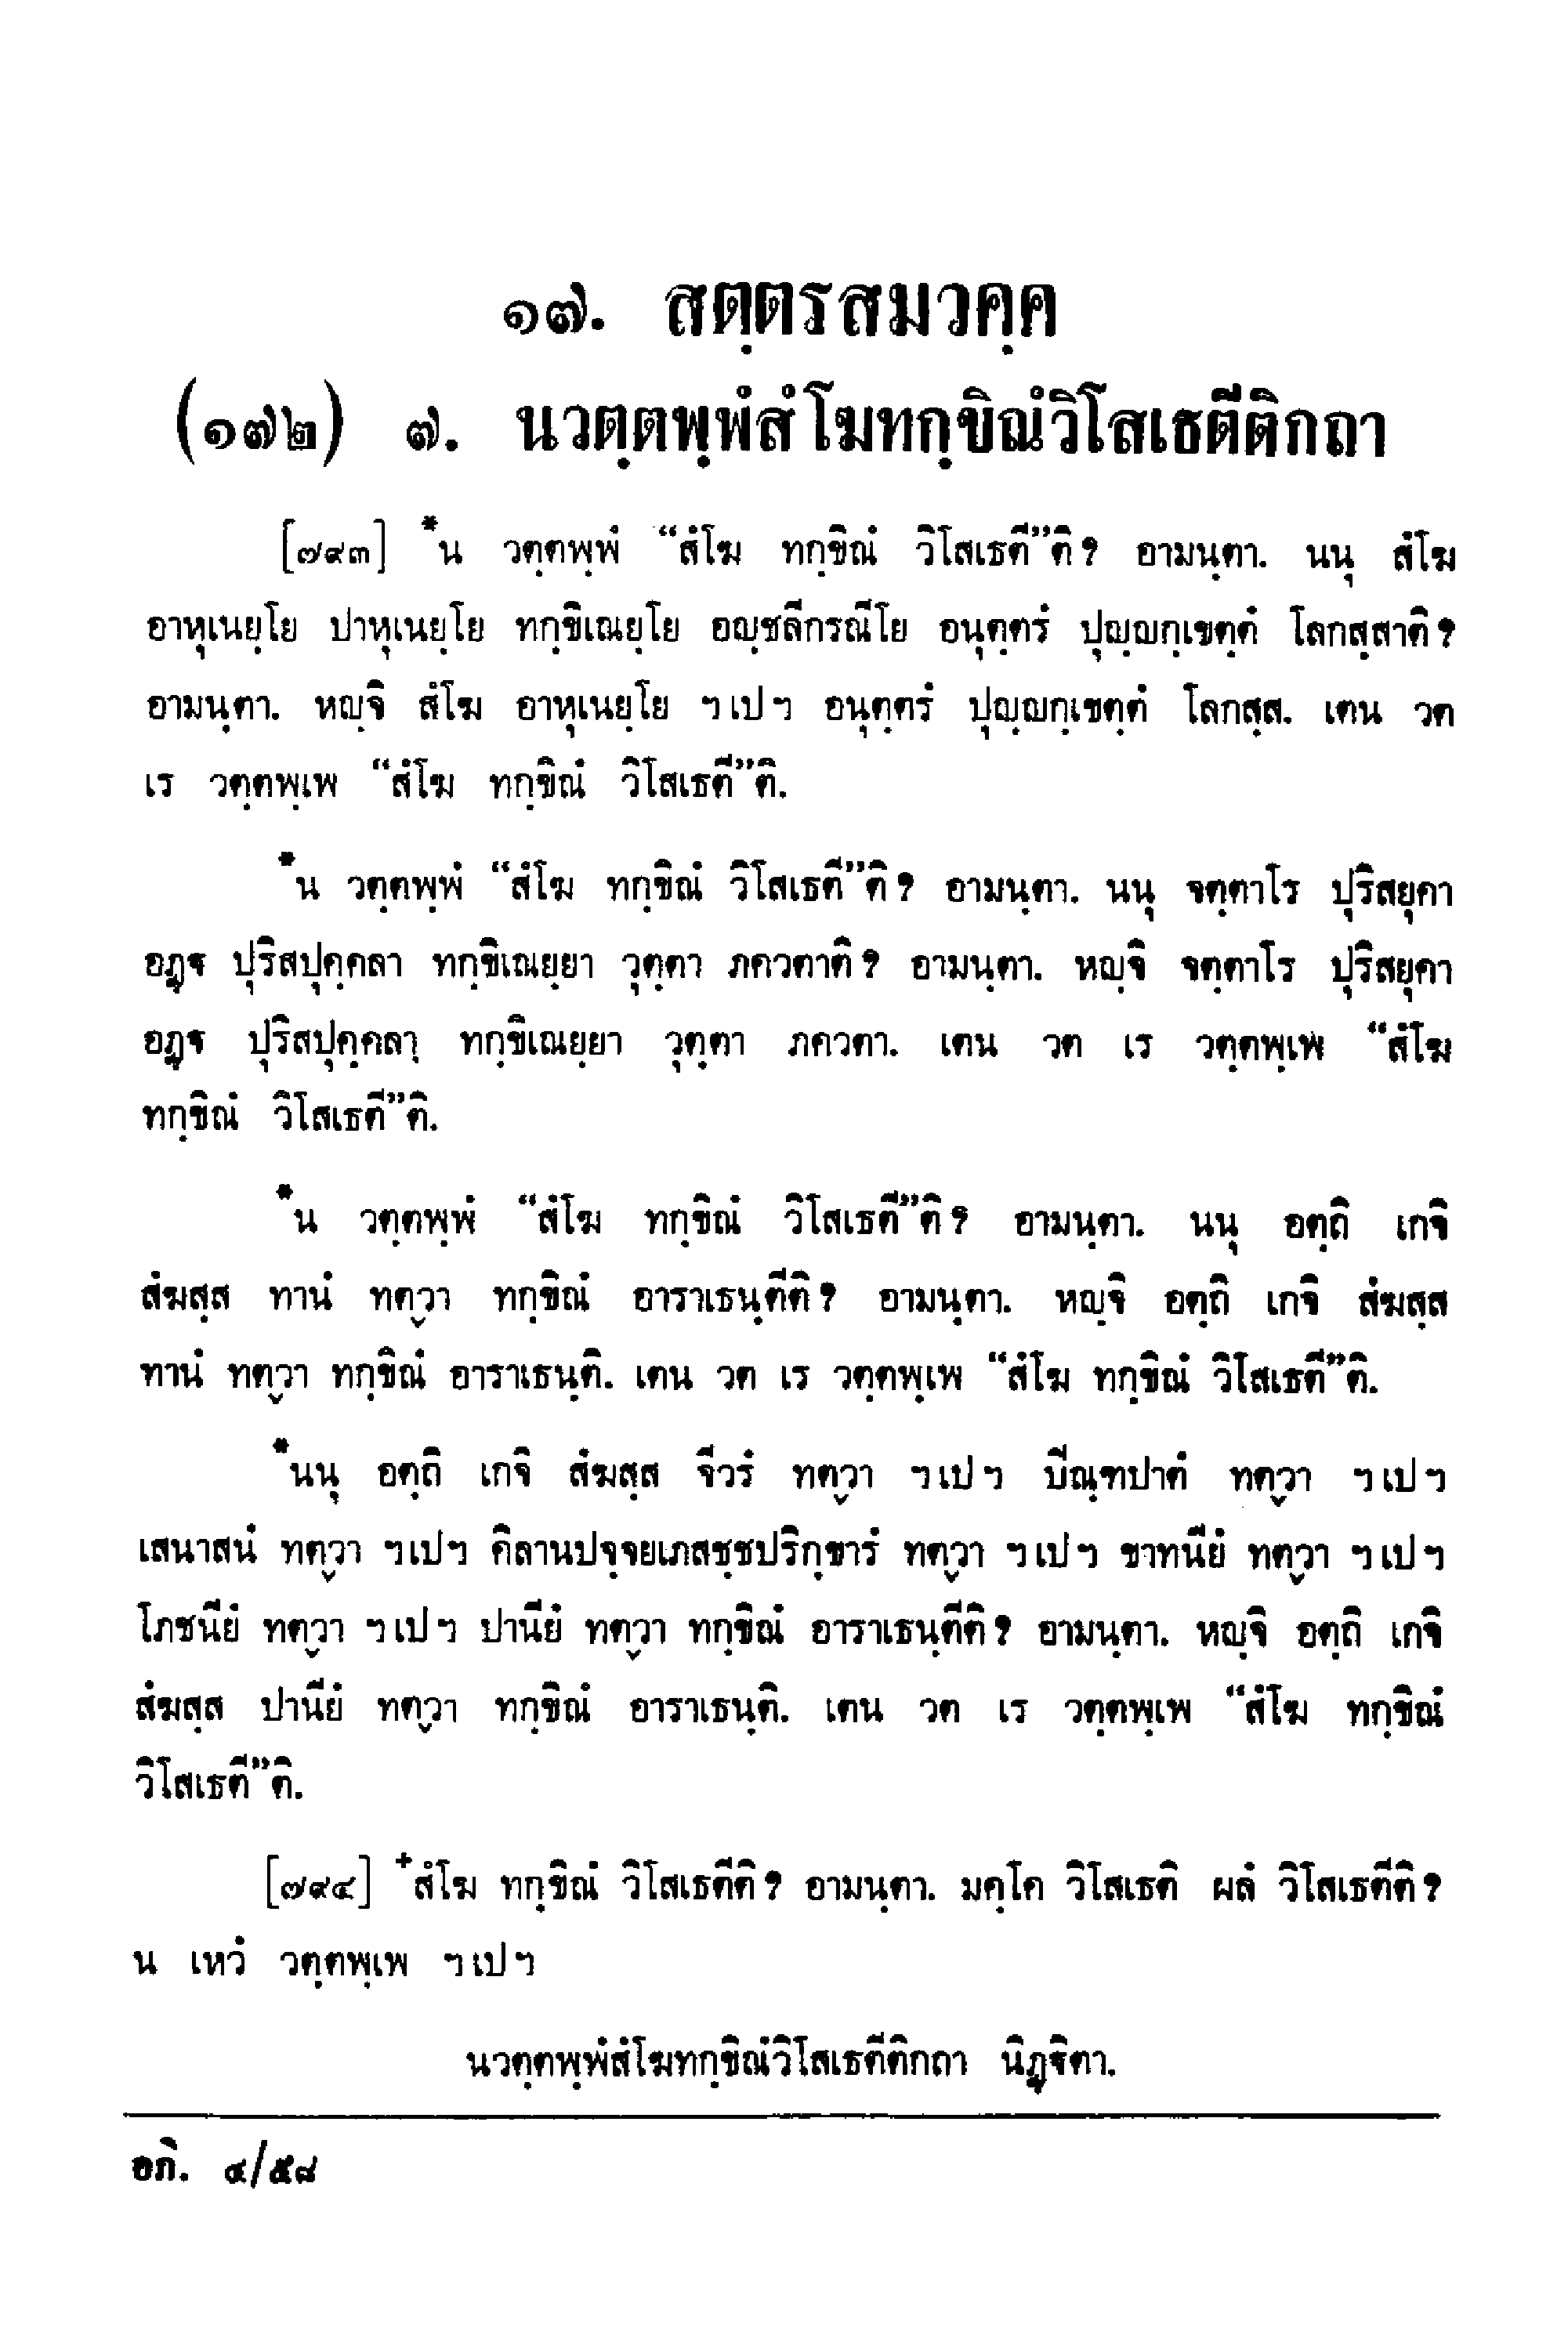 ๑๗. สตฺตรสมวคฺค
(๑๗๒) ๗. นวตฺตพฺพํสํโฆทกฺขิณํวิโสเธตีติกถา
[๗๙๓] *น วตฺตพฺพํ “สํโฆ ทกฺขิณํ วิโสเธตี”ติ? อามนฺตา. นนุ สํโฆ
อาหุเนยฺโย ปาหุเนยฺโย ทกฺขิเณยฺโย อญฺชลีกรณีโย อนุตฺตรํ ปุญฺญกฺเขตฺตํ โลกสฺสาติ?
อามนฺตา. หญฺจิ สํโฆ อาหุเนยฺโย ฯเปฯ อนุตฺตรํ ปุญฺญกฺเขตฺตํ โลกสฺส. เตน วต
เร วตฺตพฺเพ “สํโฆ ทกฺขิณํ วิโสเธตี”ติ.
*น วตฺตพฺพํ “สํโฆ ทกฺขิณํ วิโสเธตี”ติ? อามนฺตา. นนุ จตฺตาโร ปุริสยุคา
อฏฺฐ ปุริสปุคฺคลา ทกฺขิเณยฺยา วุตฺตา ภควตาติ? อามนฺตา. หญฺจิ จตฺตาโร ปุริสยุคา
อฏฺฐ ปุริสปุคฺคลา ทกฺขิเณยฺยา วุตฺตา ภควตา. เตน วต เร วตฺตพฺเพ “สํโฆ
ทกฺขิณํ วิโสเธตี”ติ.
*น วตฺตพฺพํ “สํโฆ ทกฺขิณํ วิโสเธตี”ติ? อามนฺตา. นนุ อตฺถิ เกจิ
สํฆสฺส ทานํ ทตฺวา ทกฺขิณํ อาราเธนฺตีติ? อามนฺตา. หญฺจิ อตฺถิ เกจิ สํฆสฺส
ทานํ ทตฺวา ทกฺขิณํ อาราเธนฺติ. เตน วต เร วตฺตพฺเพ “สํโฆ ทกฺขิณํ วิโสเธตี”ติ.
*นนุ อตฺถิ เกจิ สํฆสฺส จีวรํ ทตฺวา ฯเปฯ ปิณฺฑปาตํ ทตฺวา ฯเปฯ
เสนาสนํ ทตฺวา ฯเปฯ คิลานปจฺจยเภสชฺชปริกฺขารํ ทตฺวา ฯเปฯ ขาทนียํ ทตฺวา ฯเปฯ
โภชนียํ ทตฺวา ฯเปฯ ปานียํ ทตฺวา ทกฺขิณํ อาราเธนฺตีติ? อามนฺตา. หญฺจิ อตฺถิ เกจิ
สํฆสฺส ปานียํ ทตฺวา ทกฺขิณํ อาราเธนฺติ. เตน วต เร วตฺตพฺเพ “สํโฆ ทกฺขิณํ
วิโสเธตี”ติ.
[๗๙๔] +สํโฆ ทกฺขิณํ วิโสเธตีติ? อามนฺตา. มคฺโค วิโสเธติ ผลํ วิโสเธตีติ?
น เหวํ วตฺตพฺเพ ฯเปฯ
นวตฺตพฺพํสํโฆทกฺขิณํวิโสเธตีติกถา นิฏฺฐิตา.
อภิ. ๔/๕๘